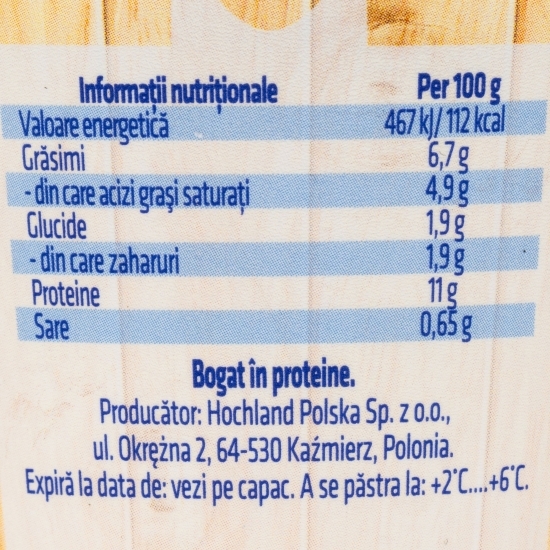 Informații nutriționale Per 100 g
Valoare energetică 467 kJ/ 112 kcal
Grăsimi 6,7 g
- din care acizi grași saturați 4,9 g
Glucide 1,9 g
- din care zaharuri 1,9 g
Proteine 11 g
Sare 0,65 g
Bogat în proteine.
Producător: Hochland Polska Sp. z o.o.,
ul. Okrężna 2, 64-530 Kaźmierz, Polonia.
Expiră la data de: vezi pe capac. A se păstra la: +2°C....+6°C.